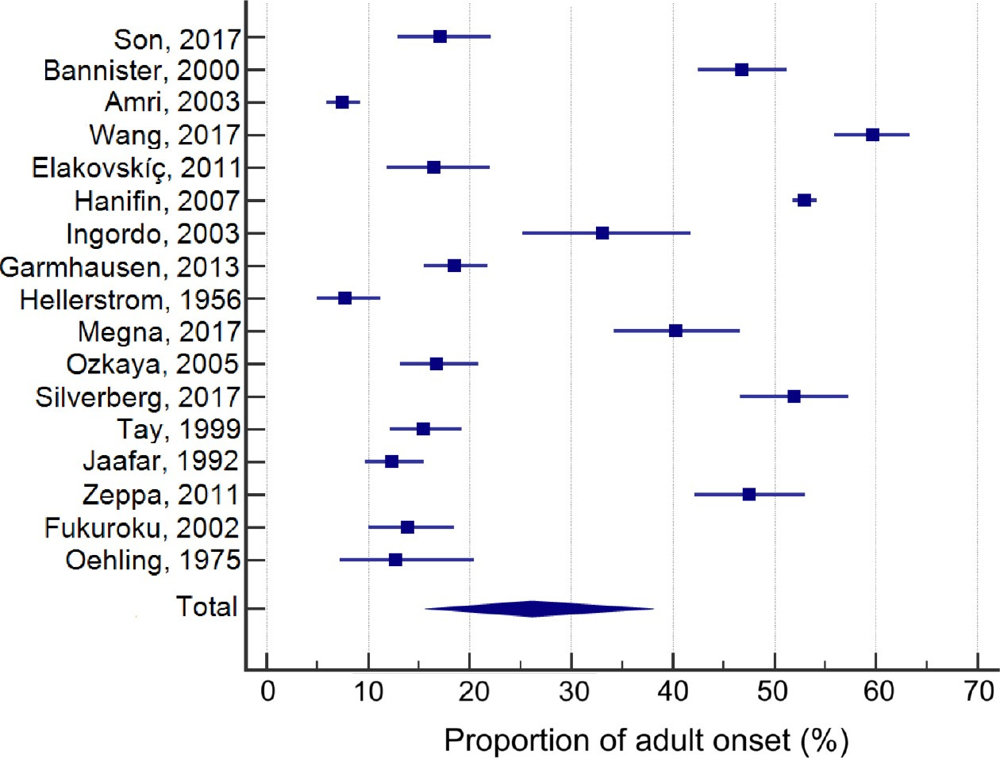 Son, 2017
Bannister, 2000
Amri, 2003
Wang, 2017
Elakovskíç, 2011
Hanifin, 2007
Ingordo, 2003
Garmhausen, 2013
Hellerstrom, 1956
Megna, 2017
Ozkaya, 2005
Silverberg, 2017
Tay, 1999
Jaafar, 1992
Zeppa, 2011
Fukuroku, 2002
Oehling, 1975
Total
0 10 20 30 40 50 60 70
Proportion of adult onset (%)